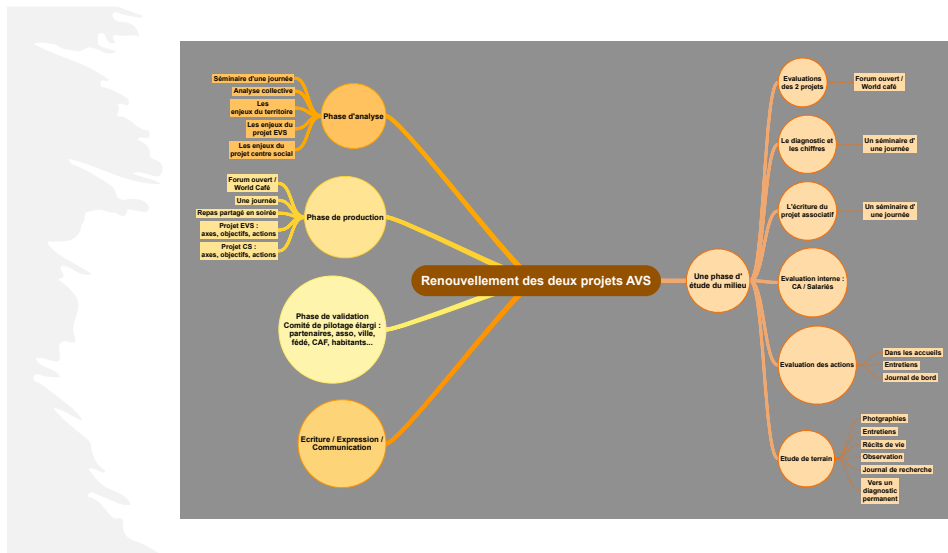 Renouvellement des deux projets AVS
Phase d'analyse
Séminaire d'une journée
Analyse collective
Les
enjeux du territoire
Les enjeux du
projet EVS
Les enjeux du
projet centre social
Phase de production
Forum ouvert /
World Café
Une journée
Repas partagé en soirée
Projet EVS :
axes, objectifs, actions
Projet CS :
axes, objectifs, actions
Phase de validation
Comité de pilotage élargi :
partenaires, asso, ville,
fédé, CAF, habitants...
Ecriture / Expression /
Communication
Une phase d'
étude du milieu
Evaluations
des 2 projets
Forum ouvert /
World café
Le diagnostic et
les chiffres
Un séminaire d'
une journée
L'écriture du
projet associatif
Un séminaire d'
une journée
Evaluation interne :
CA / Salariés
Evaluation des actions
Dans les accueils
Entretiens
Journal de bord
Etude de terrain
Photgraphies
Entretiens
Récits de vie
Observation
Journal de recherche
Vers un
diagnostic
permanent